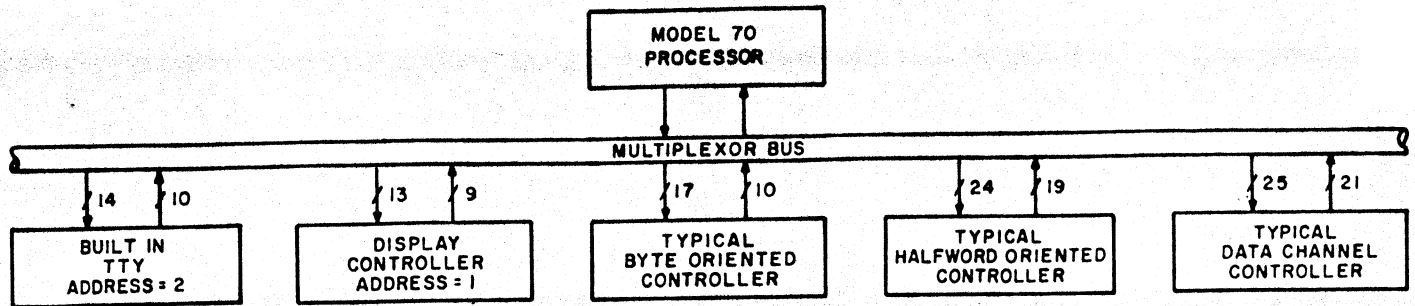 MODEL 70
PROCESSOR
MULTIPLEXOR BUS
14
10
13
9
17
10
24
19
25
21
BUILT IN
TTY
ADDRESS = 2
DISPLAY
CONTROLLER
ADDRESS = 1
TYPICAL
BYTE ORIENTED
CONTROLLER
TYPICAL
HALFWORD ORIENTED
CONTROLLER
TYPICAL
DATA CHANNEL
CONTROLLER